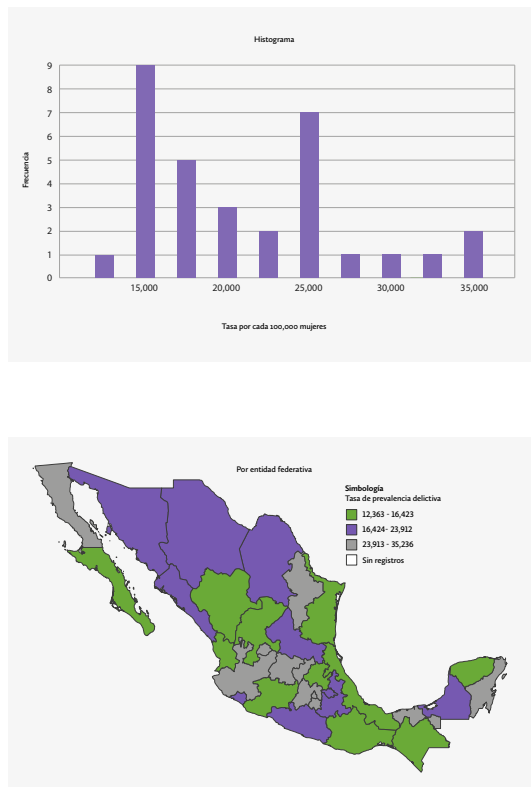 Histograma
9
8
7
6
5
4
3
2
1
0
Frecuencia
15,000
20,000
25,000
30,000
35,000
Tasa por cada 100,000 mujeres
Por entidad federativa
Simbología
Tasa de prevalencia delictiva
12,363 - 16,423
16,424- 23,912
23,913 - 35,236
Sin registros